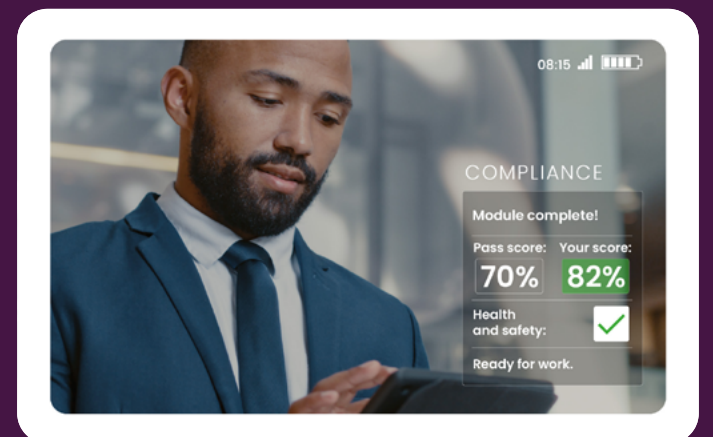 08:15
COMPLIANCE
Module complete!
Pass score: Your score:
70% 82%
Health
and safety:
Ready for work.